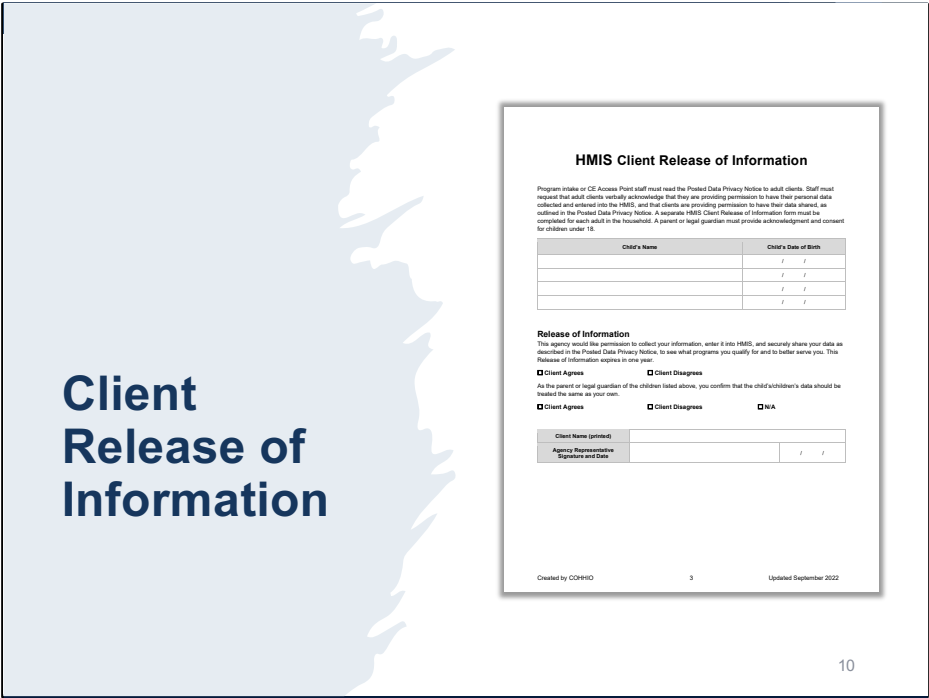 Client
Release of
Information
HMIS Client Release of Information
Program intake or CE Access Point staff must read the Posted Data Privacy Notice to adult clients. Staff must
request that adult clients verbally acknowledge that they are providing permission to have their personal data
collected and entered into the HMIS, and that clients are providing permission to have their data shared, as
outlined in the Posted Data Privacy Notice. A separate HMIS Client Release of Information form must be
completed for each adult in the household. A parent or legal guardian must provide acknowledgment and consent
for children under 18.
Child's Name Child's Date of Birth
/ /
/ /
/ /
/ /
Release of Information
This agency would like permission to collect your information, enter it into HMIS, and securely share your data as
described in the Posted Data Privacy Notice, to see what programs you qualify for and to better serve you. This
Release of Information expires in one year.
Client Agrees Client Disagrees
As the parent or legal guardian of the children listed above, you confirm that the child's/children's data should be
treated the same as your own.
Client Agrees Client Disagrees N/A
Client Name (printed)
Agency Representative
Signature and Date / /
Created by COHHIO 3 Updated September 2022
10